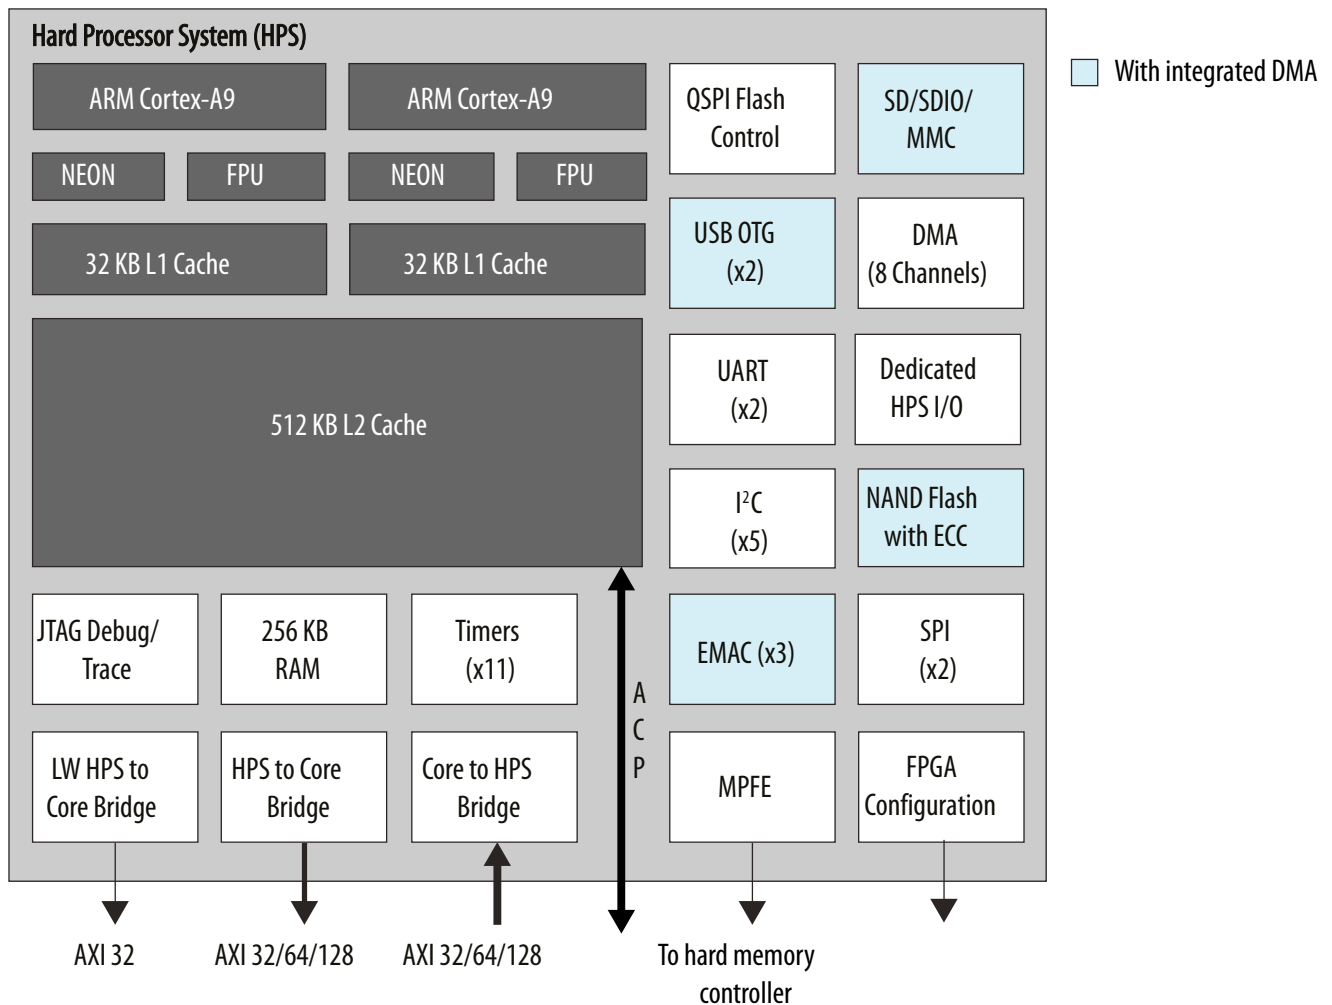 Hard Processor System (HPS)
With integrated DMA
ARM Cortex-A9
ARM Cortex-A9
QSPI Flash
Control
SD/SDIO/
MMC
NEON
FPU
NEON
FPU
USB OTG
(x2)
DMA
(8 Channels)
32 KB L1 Cache
32 KB L1 Cache
512 KB L2 Cache
UART
(x2)
Dedicated
HPS I/O
I²C
(x5)
NAND Flash
with ECC
JTAG Debug/
Trace
256 KB
RAM
Timers
(x11)
A
C
P
EMAC (x3)
SPI
(x2)
LW HPS to
Core Bridge
HPS to Core
Bridge
Core to HPS
Bridge
MPFE
FPGA
Configuration
AXI 32
AXI 32/64/128
AXI 32/64/128
To hard memory
controller